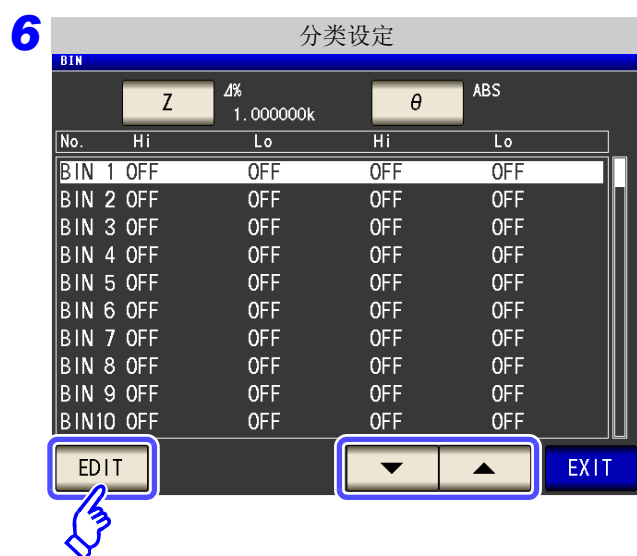 6
分类设定
BIN
Z Δ% θ ABS
1.000000k
No. Hi Lo Hi Lo
BIN 1 OFF OFF OFF OFF
BIN 2 OFF OFF OFF OFF
BIN 3 OFF OFF OFF OFF
BIN 4 OFF OFF OFF OFF
BIN 5 OFF OFF OFF OFF
BIN 6 OFF OFF OFF OFF
BIN 7 OFF OFF OFF OFF
BIN 8 OFF OFF OFF OFF
BIN 9 OFF OFF OFF OFF
BIN10 OFF OFF OFF OFF
EDIT ▼ ▲ EXIT